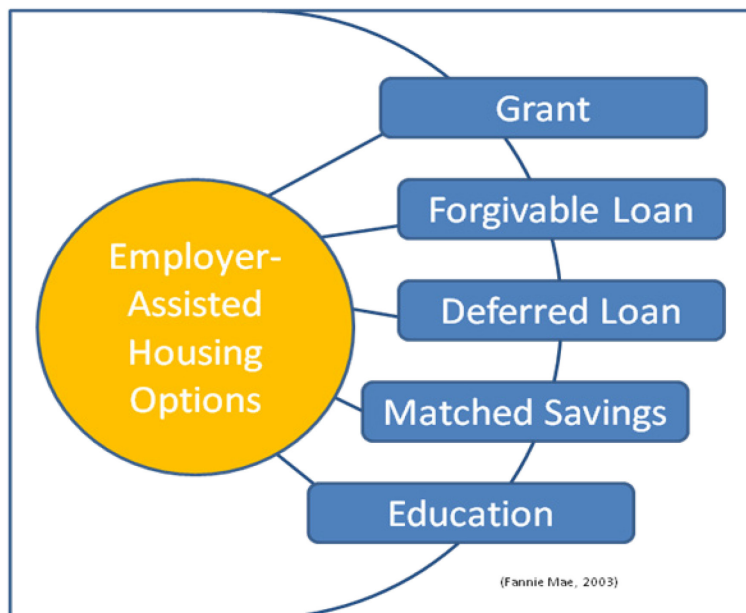 Grant
Forgivable Loan
Employer-
Assisted
Housing
Options
Deferred Loan
Matched Savings
Education
(Fannie Mae, 2003)